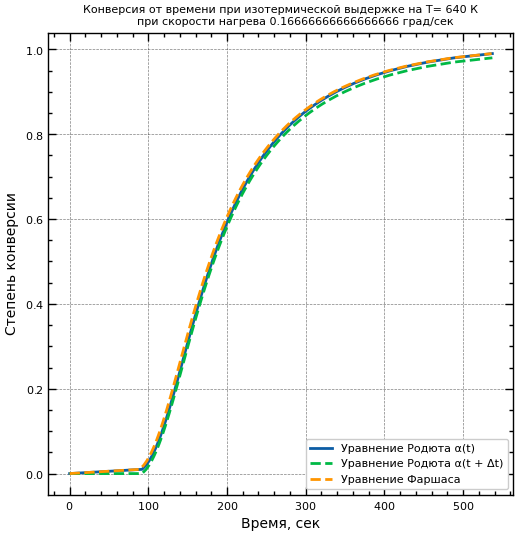 Конверсия от времени при изотермической выдержке на T= 640 K
при скорости нагрева 0.16666666666666666 град/сек
Степень конверсии
1.0
0.8
0.6
0.4
0.2
0.0
Уравнение Родюта α(t)
Уравнение Родюта α(t + Δt)
Уравнение Фаршаса
0 100 200 300 400 500
Время, сек